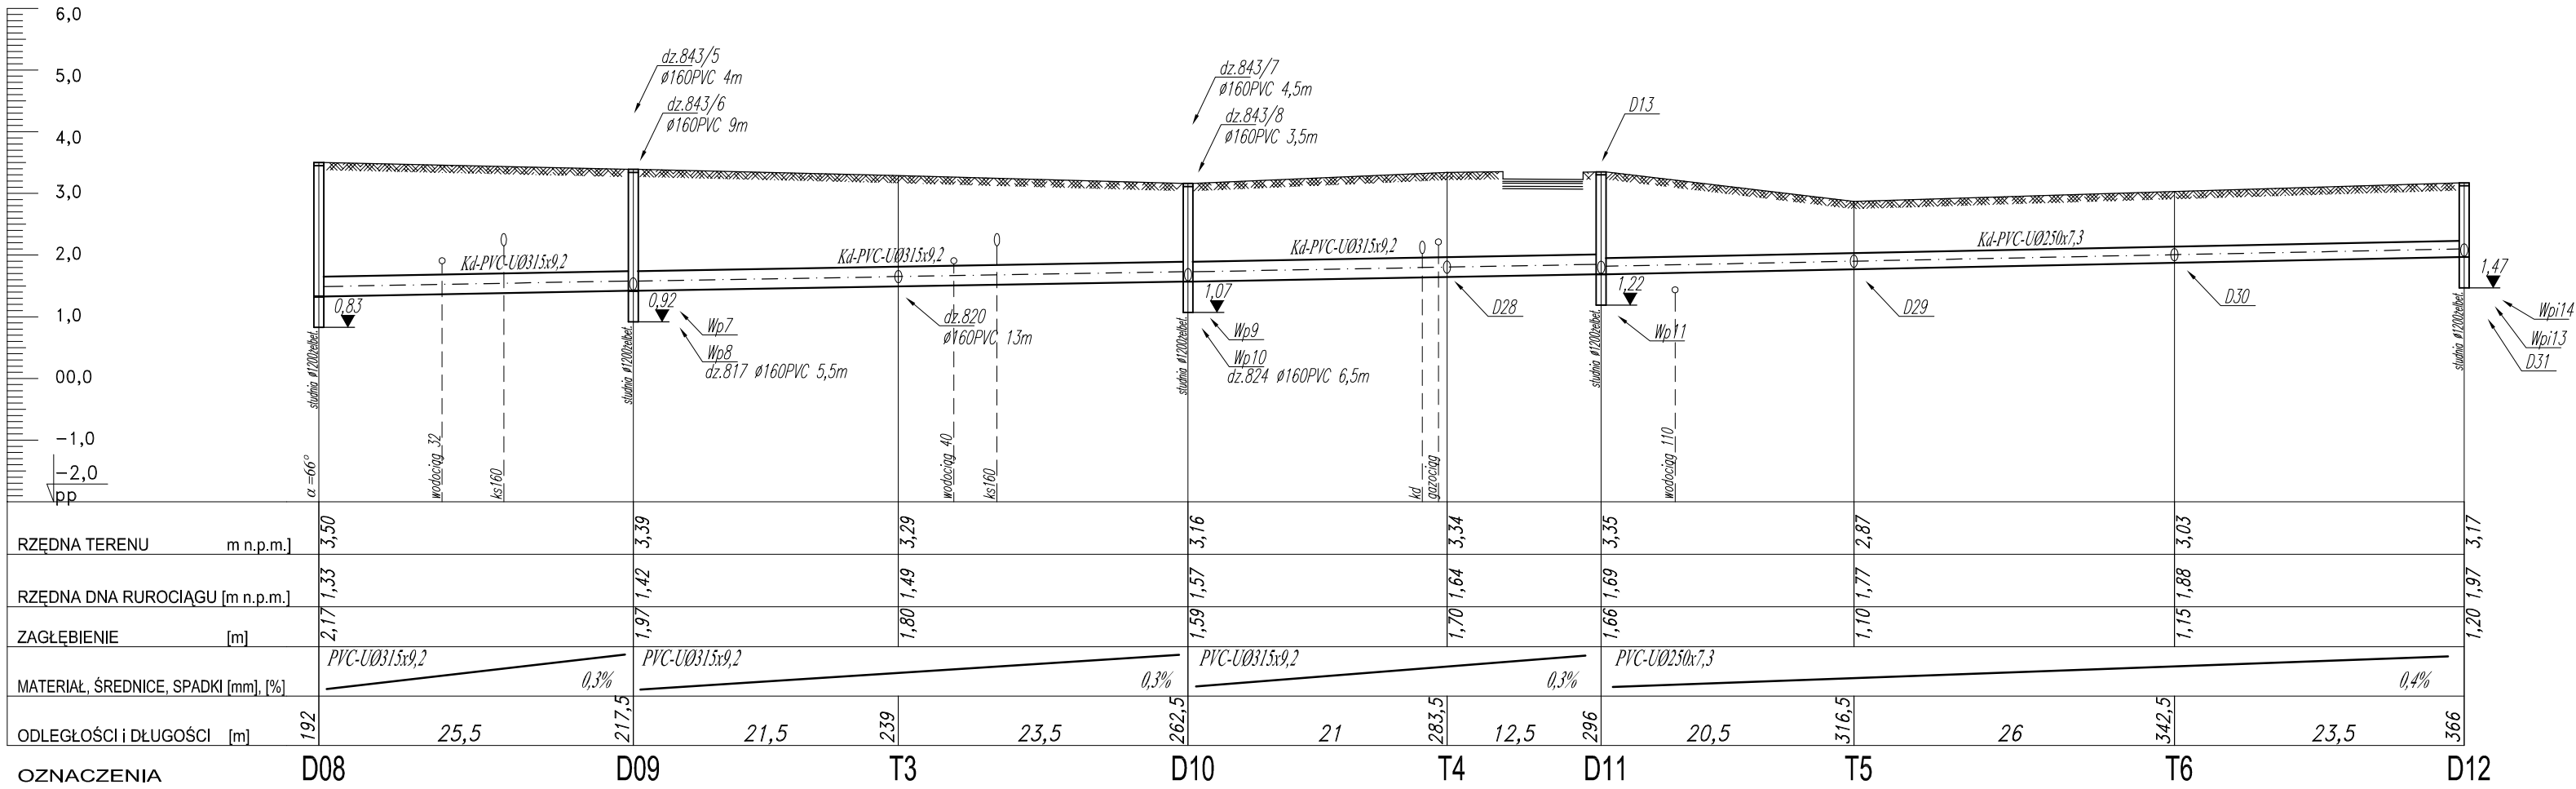 6,0
5,0
4,0
3,0
2,0
1,0
00,0
-1,0
-2,0
pp
dz.843/5
Ø160PVC 4m
dz.843/6
Ø160PVC 9m
dz.843/7
Ø160PVC 4,5m
dz.843/8
Ø160PVC 3,5m
D13
Kd-PVC-UØ315x9,2
Kd-PVC-UØ315x9,2
Kd-PVC-UØ315x9,2
Kd-PVC-UØ250x7,3
0,83
0,92
1,07
1,22
1,47
Wp7
Wp8
dz.817 Ø160PVC 5,5m
dz.820
Ø160PVC 13m
Wp9
Wp10
dz.824 Ø160PVC 6,5m
D28
Wp11
D29
D30
Wpi14
Wpi13
D31
studnia Ø1200żelbet.
studnia Ø1200żelbet.
studnia Ø1200żelbet.
studnia Ø1200żelbet.
studnia Ø1200żelbet.
α =66°
wodociąg 32
ks160
wodociąg 40
ks160
kd
gazociąg
wodociąg 110
RZĘDNA TERENU m n.p.m.]
3,50 3,39 3,29 3,16 3,34 3,35 2,87 3,03 3,17
RZĘDNA DNA RUROCIĄGU [m n.p.m.]
1,33 1,42 1,49 1,57 1,64 1,69 1,77 1,88 1,97
ZAGŁĘBIENIE [m]
2,17 1,97 1,80 1,59 1,70 1,66 1,10 1,15 1,20
MATERIAŁ, ŚREDNICE, SPADKI [mm], [%]
PVC-UØ315x9,2 0,3% PVC-UØ315x9,2 0,3% PVC-UØ315x9,2 0,3% PVC-UØ250x7,3 0,4%
ODLEGŁOŚCI i DŁUGOŚCI [m]
192 25,5 217,5 21,5 239 23,5 262,5 21 283,5 12,5 296 20,5 316,5 26 342,5 23,5 366
OZNACZENIA
D08 D09 T3 D10 T4 D11 T5 T6 D12